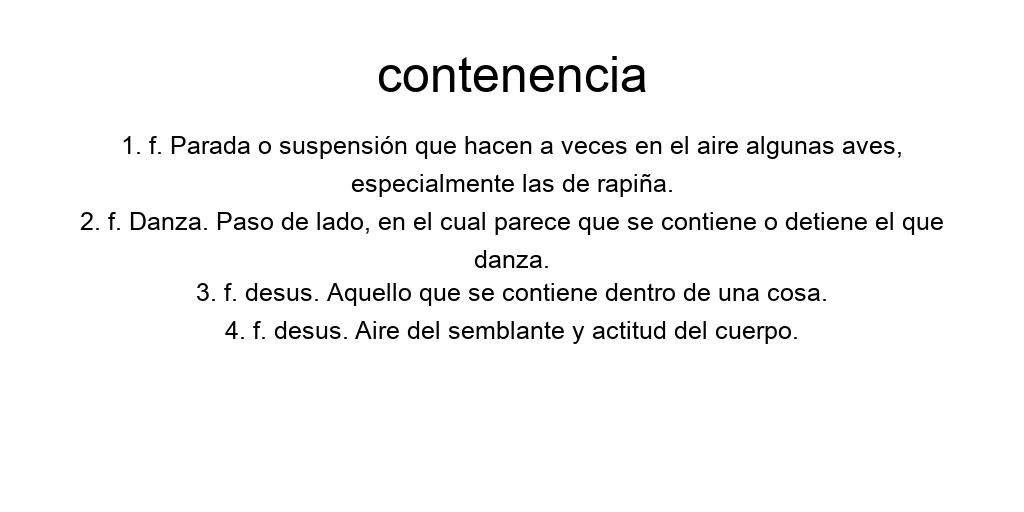 contenencia
1. f. Parada o suspensión que hacen a veces en el aire algunas aves,
especialmente las de rapiña.
2. f. Danza. Paso de lado, en el cual parece que se contiene o detiene el que
danza.
3. f. desus. Aquello que se contiene dentro de una cosa.
4. f. desus. Aire del semblante y actitud del cuerpo.